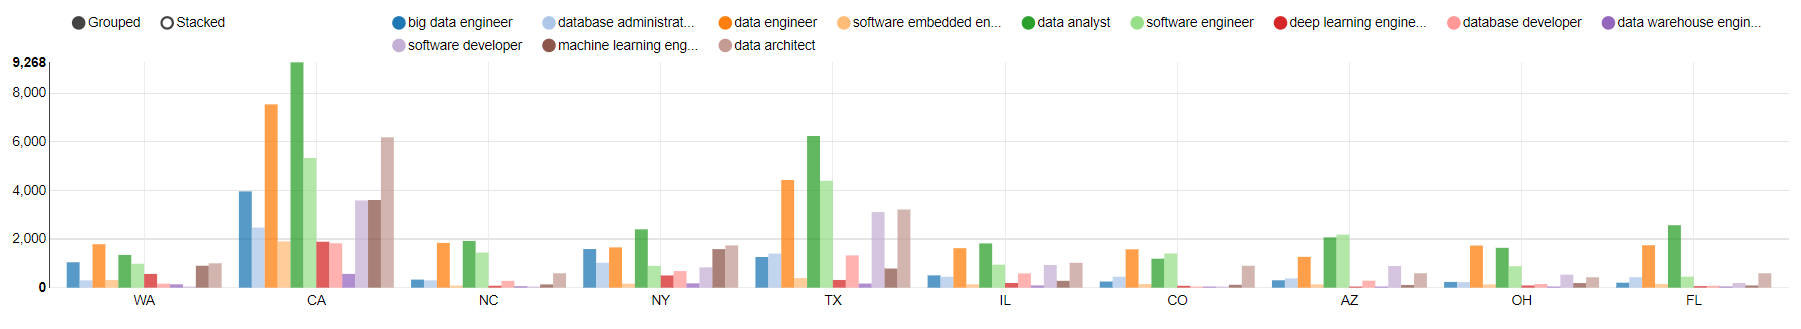 Grouped Stacked big data engineer database administrat... data engineer software embedded en... data analyst software engineer deep learning engine... database developer data warehouse engin...
software developer machine learning eng... data architect
9,268
8,000
6,000
4,000
2,000
0
WA CA NC NY TX IL CO AZ OH FL